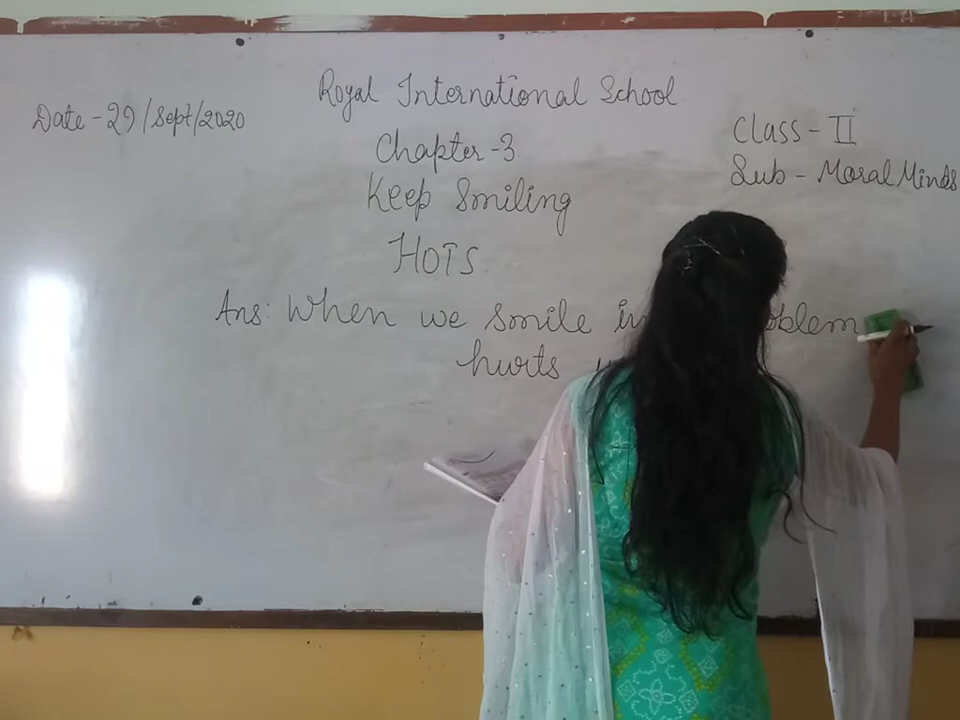 Royal International School
Date - 29/Sept/2020
Class - II
Chapter - 3
Sub - Moral Minds
Keep Smiling
HOTS
Ans: When we smile
hurts